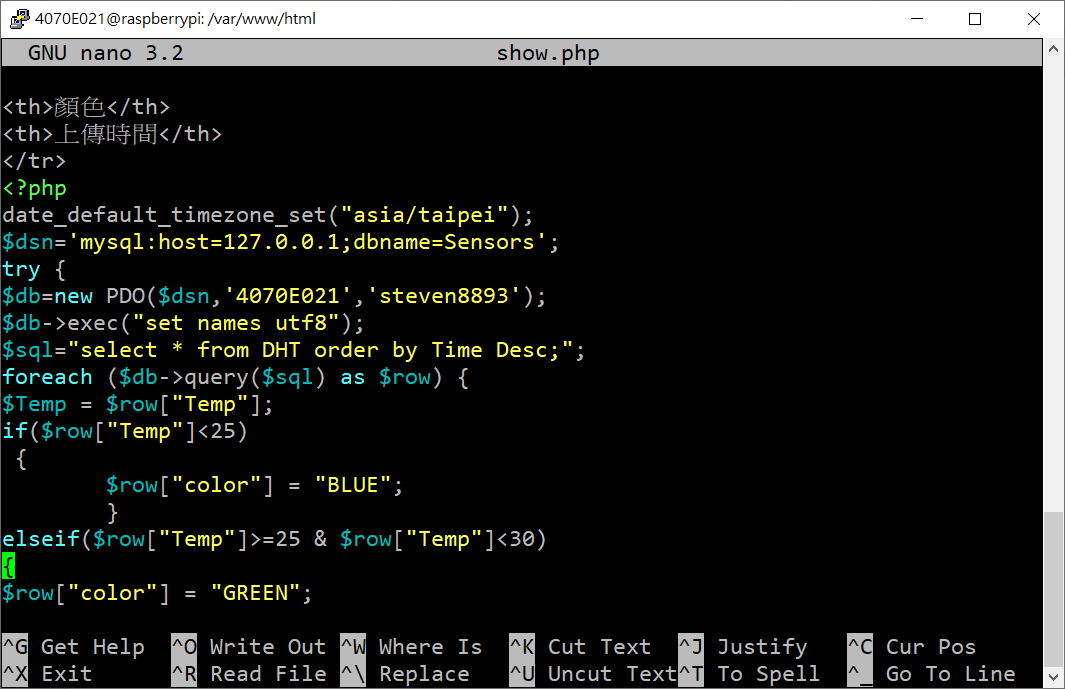 4070E021@raspberrypi: /var/www/html
GNU nano 3.2 show.php
<th>顏色</th>
<th>上傳時間</th>
</tr>
<?php
date_default_timezone_set("asia/taipei");
$dsn='mysql:host=127.0.0.1;dbname=Sensors';
try {
$db=new PDO($dsn,'4070E021','steven8893');
$db->exec("set names utf8");
$sql="select * from DHT order by Time Desc;";
foreach ($db->query($sql) as $row) {
$Temp = $row["Temp"];
if($row["Temp"]<25)
 {
        $row["color"] = "BLUE";
        }
elseif($row["Temp"]>=25 & $row["Temp"]<30)
{
$row["color"] = "GREEN";
^G Get Help ^O Write Out ^W Where Is ^K Cut Text ^J Justify ^C Cur Pos
^X Exit ^R Read File ^\ Replace ^U Uncut Text ^T To Spell ^_ Go To Line